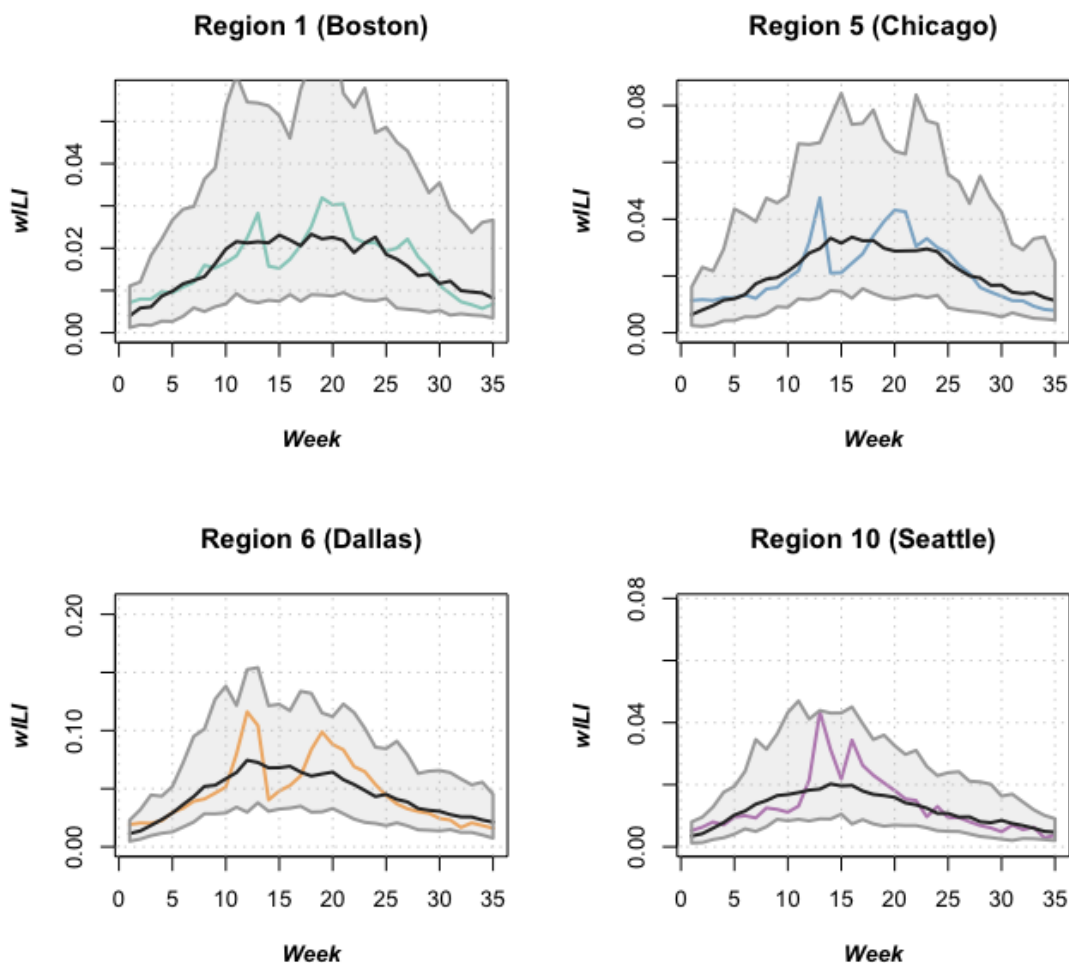 Region 1 (Boston)
wILI
0.04
0.02
0.00
0 5 10 15 20 25 30 35
Week
Region 5 (Chicago)
wILI
0.08
0.04
0.00
0 5 10 15 20 25 30 35
Week
Region 6 (Dallas)
wILI
0.20
0.10
0.00
0 5 10 15 20 25 30 35
Week
Region 10 (Seattle)
wILI
0.08
0.04
0.00
0 5 10 15 20 25 30 35
Week